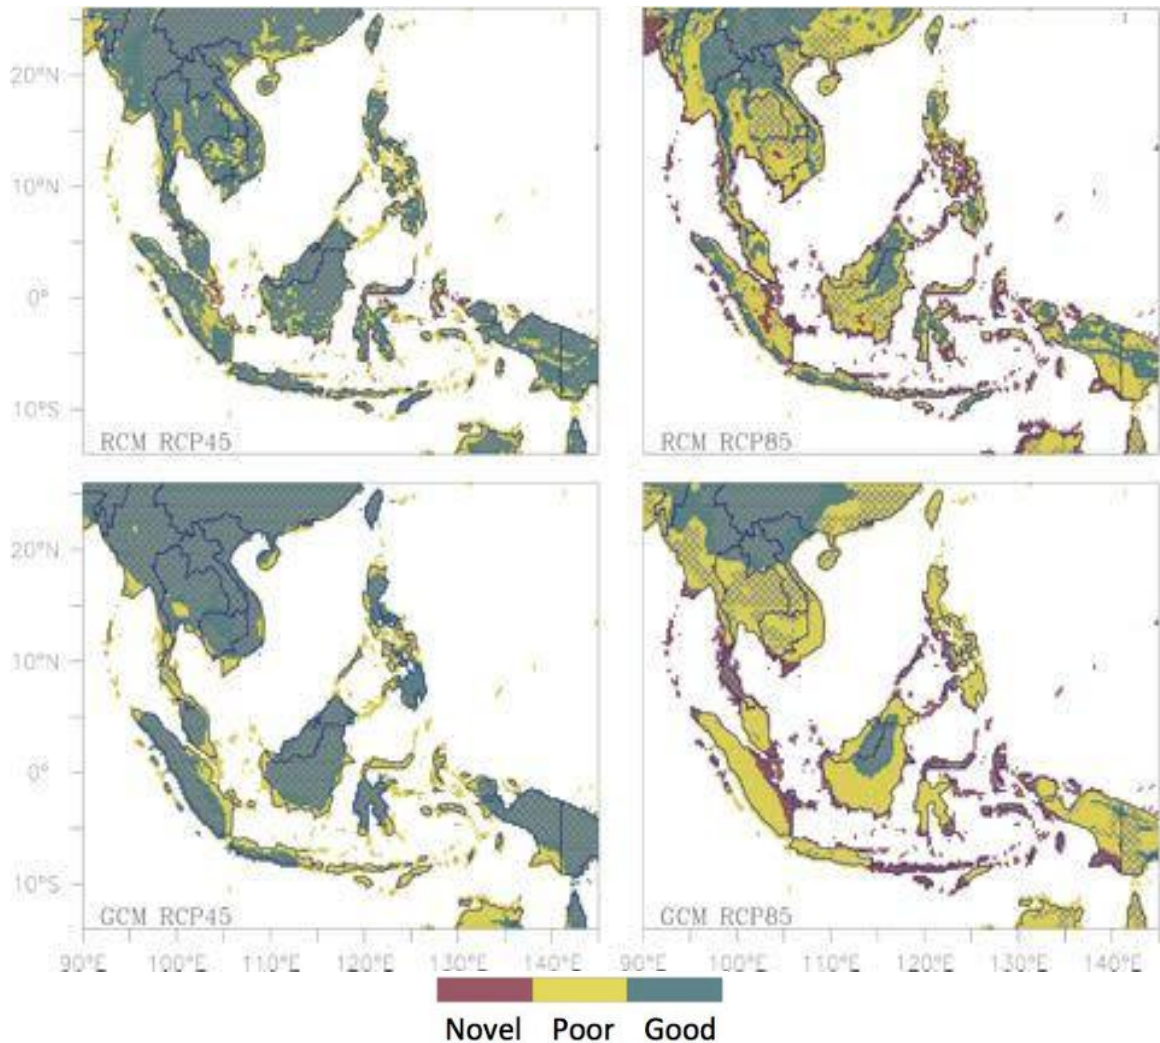 20°N
10°N
0°
10°S
RCM RCP45
RCM RCP85
20°N
10°N
0°
10°S
GCM RCP45
GCM RCP85
90°E 100°E 110°E 120°E 130°E 140°E 90°E 100°E 110°E 120°E 130°E 140°E
Novel Poor Good